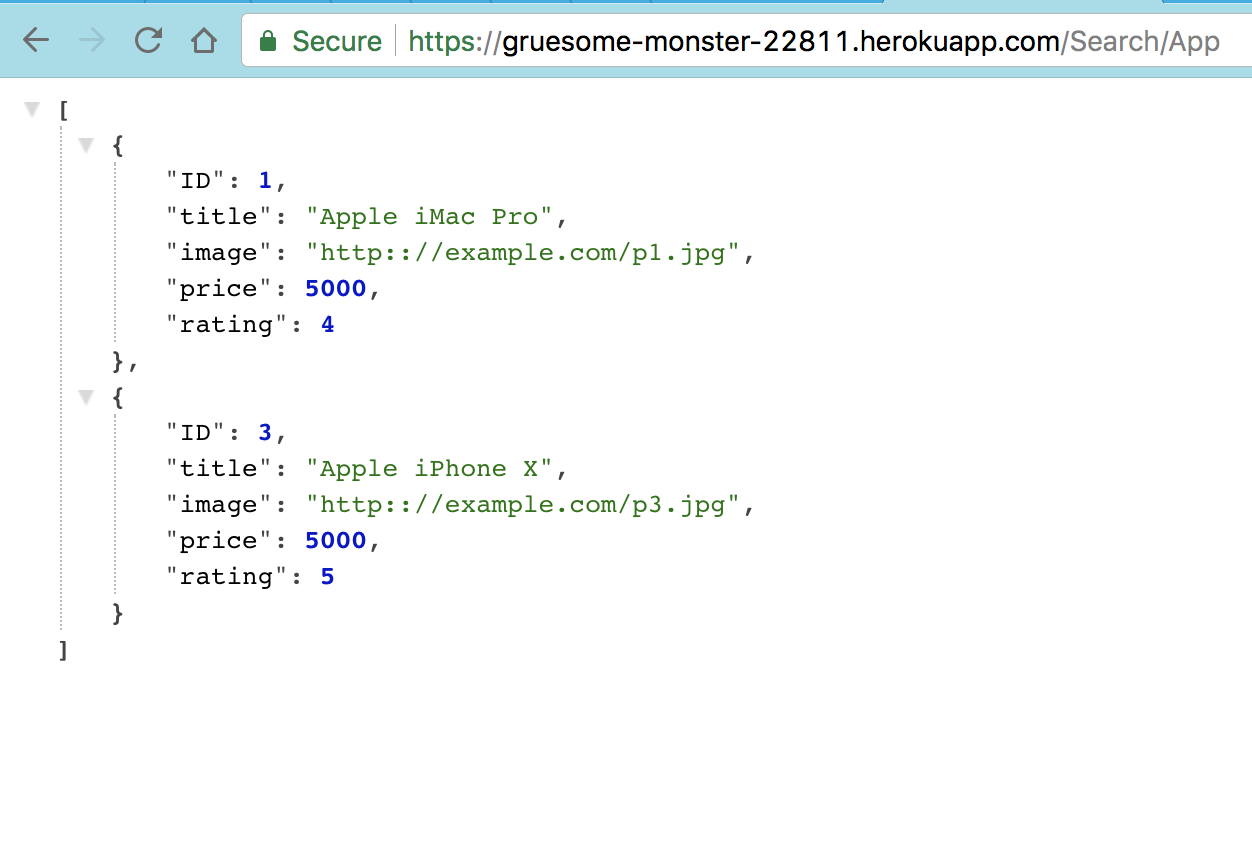 Secure https://gruesome-monster-22811.herokuapp.com/Search/App
[
{
"ID": 1,
"title": "Apple iMac Pro",
"image": "http:://example.com/p1.jpg",
"price": 5000,
"rating": 4
},
{
"ID": 3,
"title": "Apple iPhone X",
"image": "http:://example.com/p3.jpg",
"price": 5000,
"rating": 5
}
]